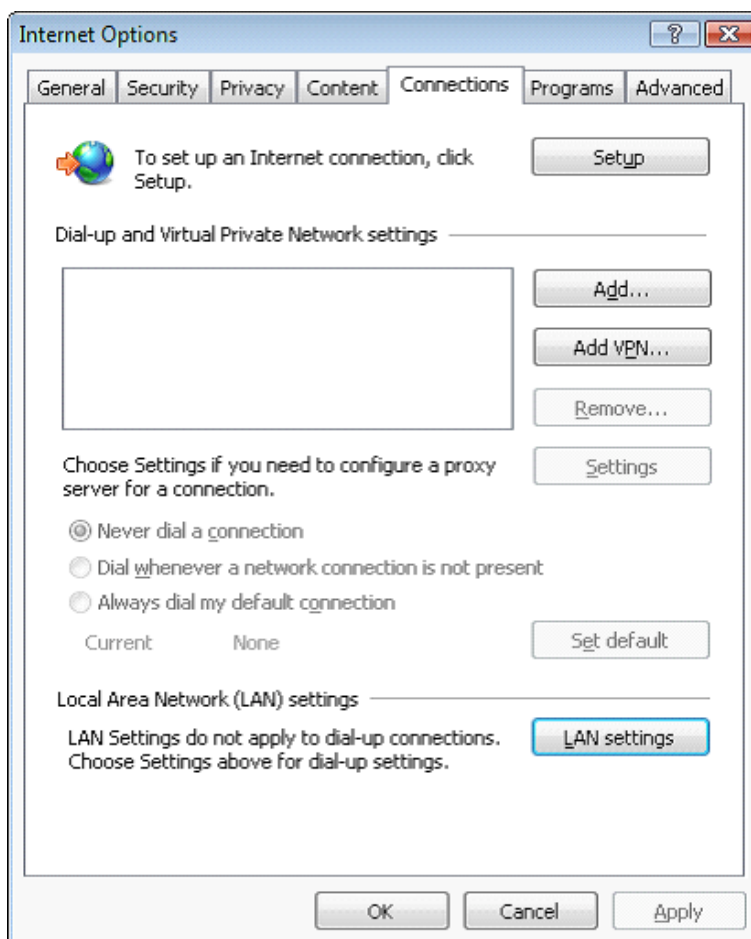 Internet Options
General Security Privacy Content Connections Programs Advanced
To set up an Internet connection, click
Setup.
Setup
Dial-up and Virtual Private Network settings
Add...
Add VPN...
Remove...
Choose Settings if you need to configure a proxy
server for a connection.
Settings
Never dial a connection
Dial whenever a network connection is not present
Always dial my default connection
Current None
Set default
Local Area Network (LAN) settings
LAN Settings do not apply to dial-up connections.
Choose Settings above for dial-up settings.
LAN settings
OK Cancel Apply